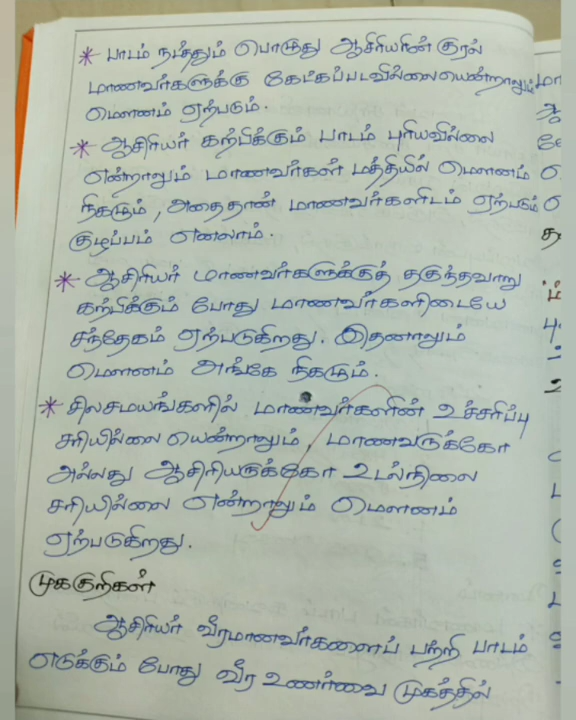 * பாடம் நடத்தும் பொழுது ஆசிரியரின் குரல்
மாணவர்களுக்கு கேட்கப்படவில்லையென்றாலும்
மௌனம் ஏற்படும்.
* ஆசிரியர் கற்பிக்கும் பாடம் புரியவில்லை
என்றாலும் மாணவர்கள் மத்தியில் மௌனம்
நிகழும், அதைதான் மாணவர்களிடம் ஏற்படும்
குழப்பம் எனலாம்.
* ஆசிரியர் மாணவர்களுக்குத் தகுந்தவாறு
கற்பிக்கும் போது மாணவர்களிடையே
சந்தேகம் ஏற்படுகிறது. இதனாலும்
மௌனம் அங்கே நிகழும்.
* சிலசமயங்களில் மாணவர்களின் உச்சரிப்பு
சரியில்லை யென்றாலும், மாணவருக்கோ
அல்லது ஆசிரியருக்கோ உடல்நிலை
சரியில்லை என்றாலும் மௌனம்
ஏற்படுகிறது.
முககுறிகள்
ஆசிரியர் வீரமாணவர்களைப் பற்றி பாடம்
எடுக்கும் போது வீர உணர்வை முகத்தில்